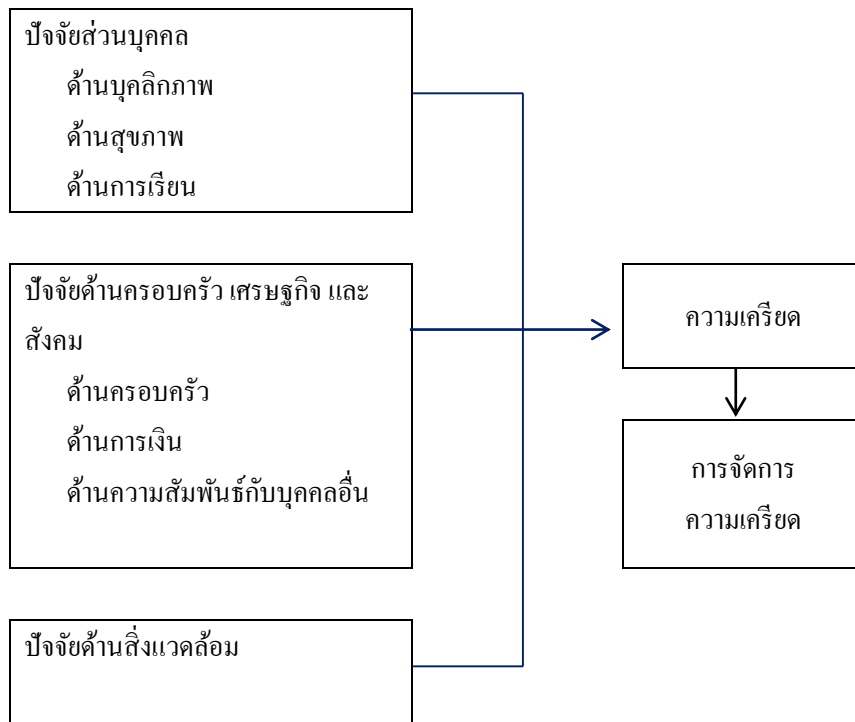 ปัจจัยส่วนบุคคล
ด้านบุคลิกภาพ
ด้านสุขภาพ
ด้านการเรียน
ปัจจัยด้านครอบครัว เศรษฐกิจ และ
สังคม
ด้านครอบครัว
ด้านการเงิน
ด้านความสัมพันธ์กับบุคคลอื่น
ปัจจัยด้านสิ่งแวดล้อม
ความเครียด
การจัดการ
ความเครียด